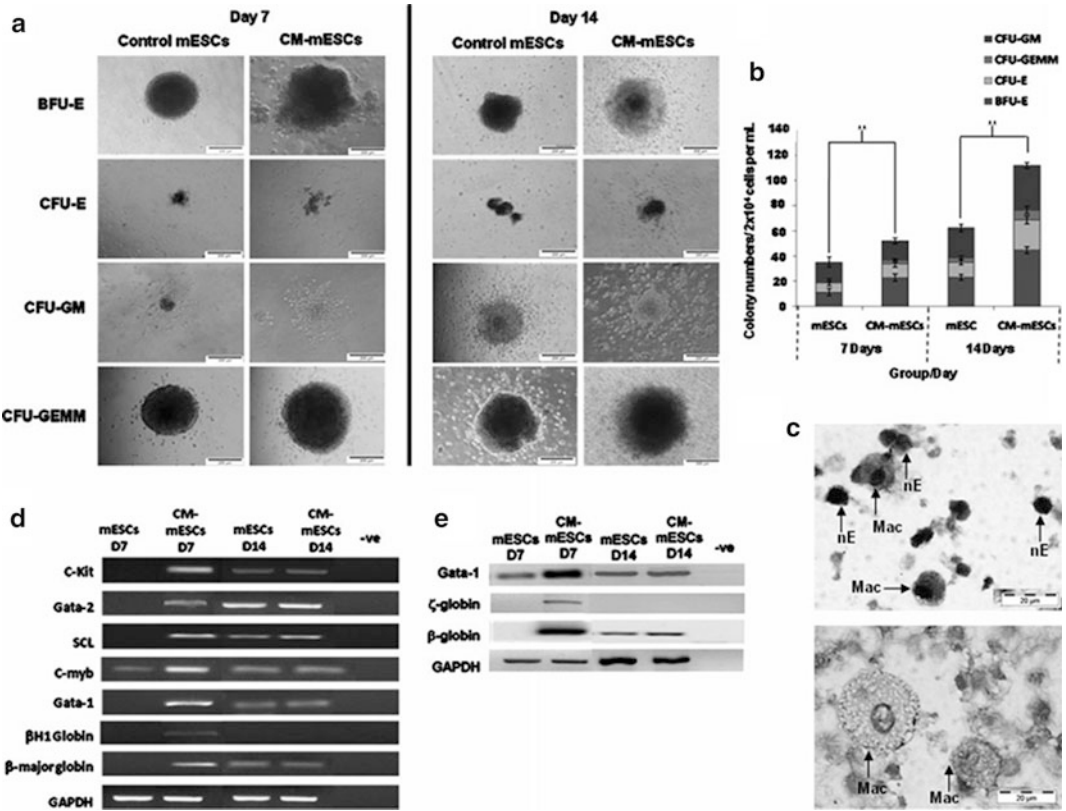 a
Day 7
Day 14
Control mESCs
CM-mESCs
Control mESCs
CM-mESCs
BFU-E
CFU-E
CFU-GM
CFU-GEMM
b
CFU-GM
CFU-GEMM
CFU-E
BFU-E
Colony numbers/ 2x10⁴ cells per mL
140
120
100
80
60
40
20
0
mESCs
CM-mESCs
mESC
CM-mESCs
7 Days
14 Days
Group/Day
c
nE
nE
Mac
nE
Mac
20 µm
Mac
Mac
20 µm
d
mESCs D7
CM-mESCs D7
mESCs D14
CM-mESCs D14
-ve
C-Kit
Gata-2
SCL
C-myb
Gata-1
βH1Globin
β-majorglobin
GAPDH
e
mESCs D7
CM-mESCs D7
mESCs D14
CM-mESCs D14
-ve
Gata-1
ζ-globin
β-globin
GAPDH